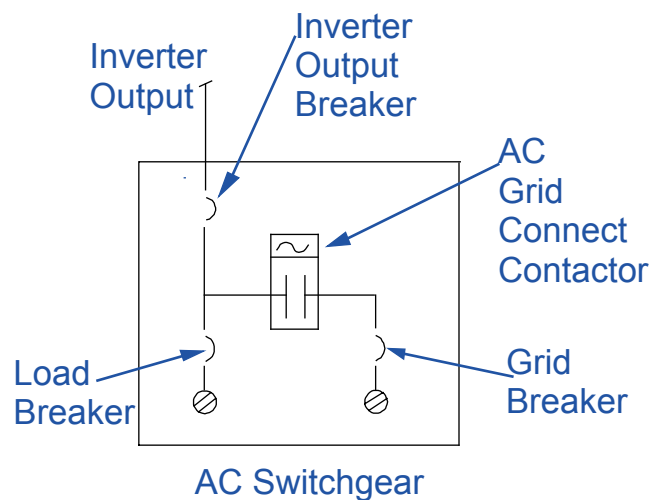 Inverter
Output
Inverter
Output
Breaker
AC
Grid
Connect
Contactor
Load
Breaker
Grid
Breaker
AC Switchgear